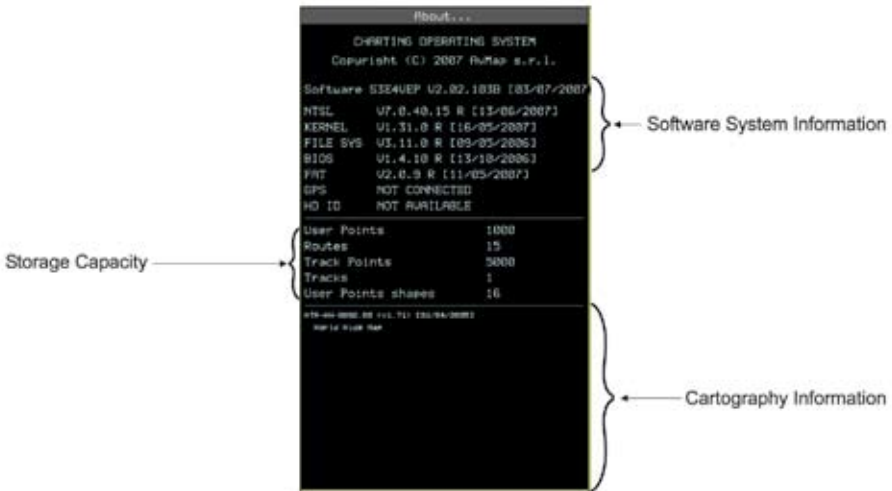 About...
CHARTING OPERATING SYSTEM
Copyright (C) 2007 AvMap s.r.l.
Software S3E4VEP V2.02.183B [03/07/2007
NTSL V7.0.40.15 R [13/06/2007]
KERNEL V1.31.0 R [16/05/2007]
FILE SYS V3.11.0 R [09/03/2006]
BIOS V1.4.10 R [13/10/2006]
FAT V2.0.9 R [11/05/2007]
GPS NOT CONNECTED
HD ID NOT AVAILABLE
Software System Information
User Points 1000
Routes 15
Track Points 5000
Tracks 1
User Points shapes 16
Storage Capacity
World Wide Map
Cartography Information